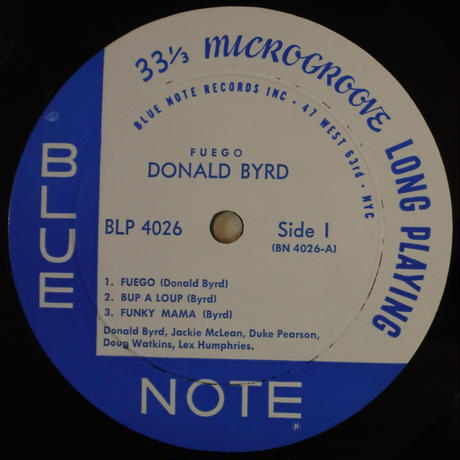 33⅓ MICROGROOVE LONG PLAYING
BLUE NOTE RECORDS INC · 47 WEST 63rd · NYC
FUEGO
DONALD BYRD
BLP 4026
Side 1
(BN 4026-A)
1. FUEGO (Donald Byrd)
2. BUP A LOUP (Byrd)
3. FUNKY MAMA (Byrd)
Donald Byrd, Jackie McLean, Duke Pearson,
Doug Watkins, Lex Humphries.
BLUE
NOTE
®